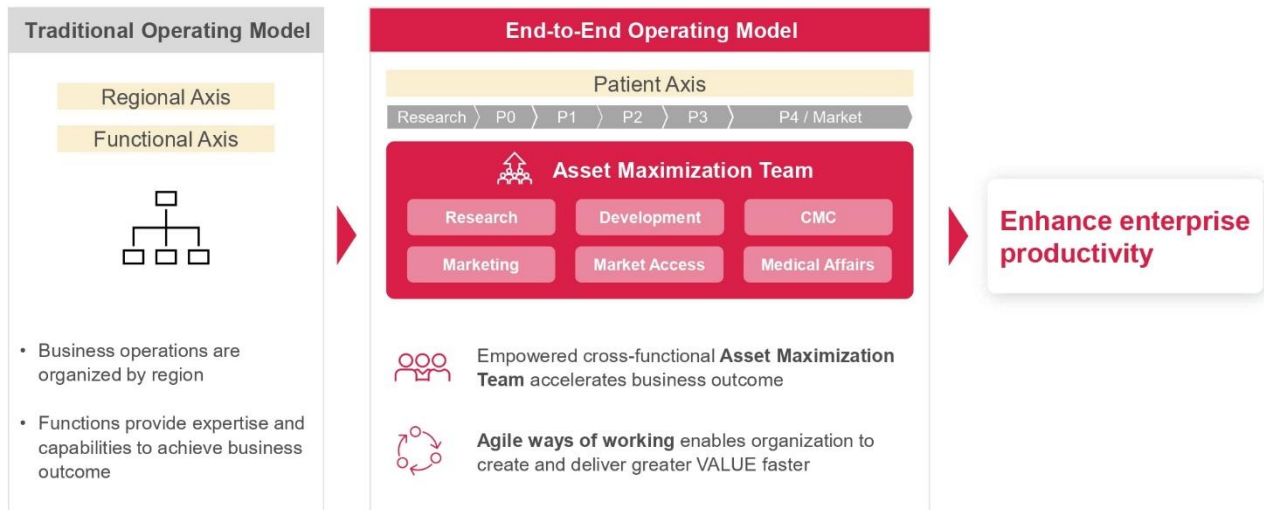 Traditional Operating Model
Regional Axis
Functional Axis
• Business operations are
organized by region
• Functions provide expertise and
capabilities to achieve business
outcome
End-to-End Operating Model
Patient Axis
Research P0 P1 P2 P3 P4 / Market
Asset Maximization Team
Research Development CMC
Marketing Market Access Medical Affairs
Empowered cross-functional Asset Maximization
Team accelerates business outcome
Agile ways of working enables organization to
create and deliver greater VALUE faster
Enhance enterprise
productivity